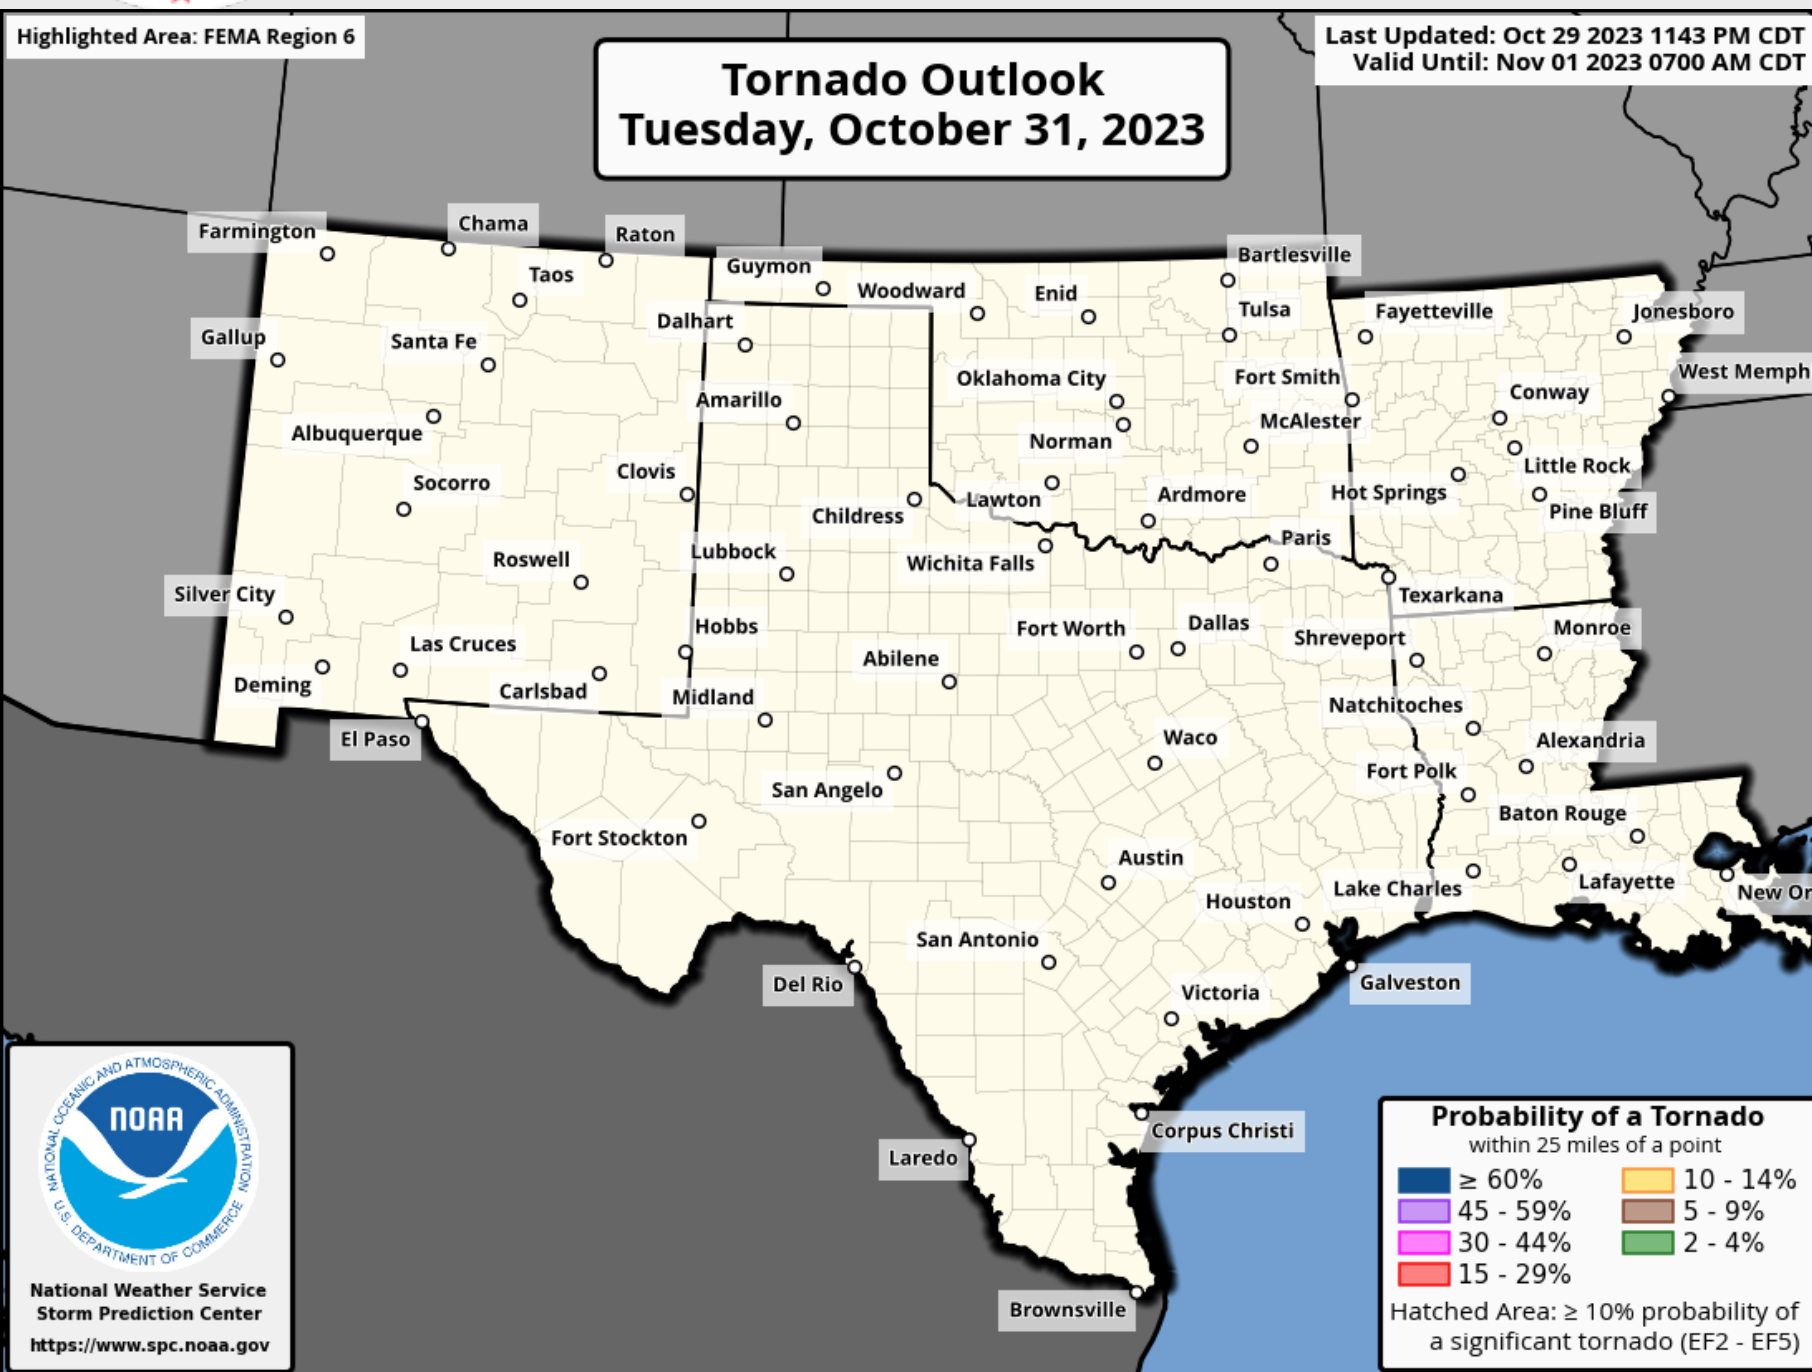 Highlighted Area: FEMA Region 6
Last Updated: Oct 29 2023 1143 PM CDT
Valid Until: Nov 01 2023 0700 AM CDT
Tornado Outlook
Tuesday, October 31, 2023
Farmington
Chama
Raton
Taos
Guymon
Woodward
Enid
Bartlesville
Tulsa
Fayetteville
Jonesboro
Gallup
Santa Fe
Dalhart
Oklahoma City
Fort Smith
West Memph
Conway
Amarillo
Albuquerque
Norman
McAlester
Little Rock
Clovis
Socorro
Childress
Lawton
Ardmore
Hot Springs
Pine Bluff
Roswell
Lubbock
Wichita Falls
Paris
Silver City
Texarkana
Las Cruces
Hobbs
Fort Worth
Dallas
Shreveport
Monroe
Deming
Carlsbad
Midland
Abilene
Natchitoches
El Paso
Waco
Alexandria
San Angelo
Fort Polk
Fort Stockton
Baton Rouge
Austin
Lake Charles
Lafayette
New Or
Houston
San Antonio
Del Rio
Victoria
Galveston
Laredo
Corpus Christi
Brownsville
NATIONAL OCEANIC AND ATMOSPHERIC ADMINISTRATION
NOAA
U.S. DEPARTMENT OF COMMERCE
National Weather Service
Storm Prediction Center
https://www.spc.noaa.gov
Probability of a Tornado
within 25 miles of a point
≥ 60%
10 - 14%
45 - 59%
5 - 9%
30 - 44%
2 - 4%
15 - 29%
Hatched Area: ≥ 10% probability of
a significant tornado (EF2 - EF5)